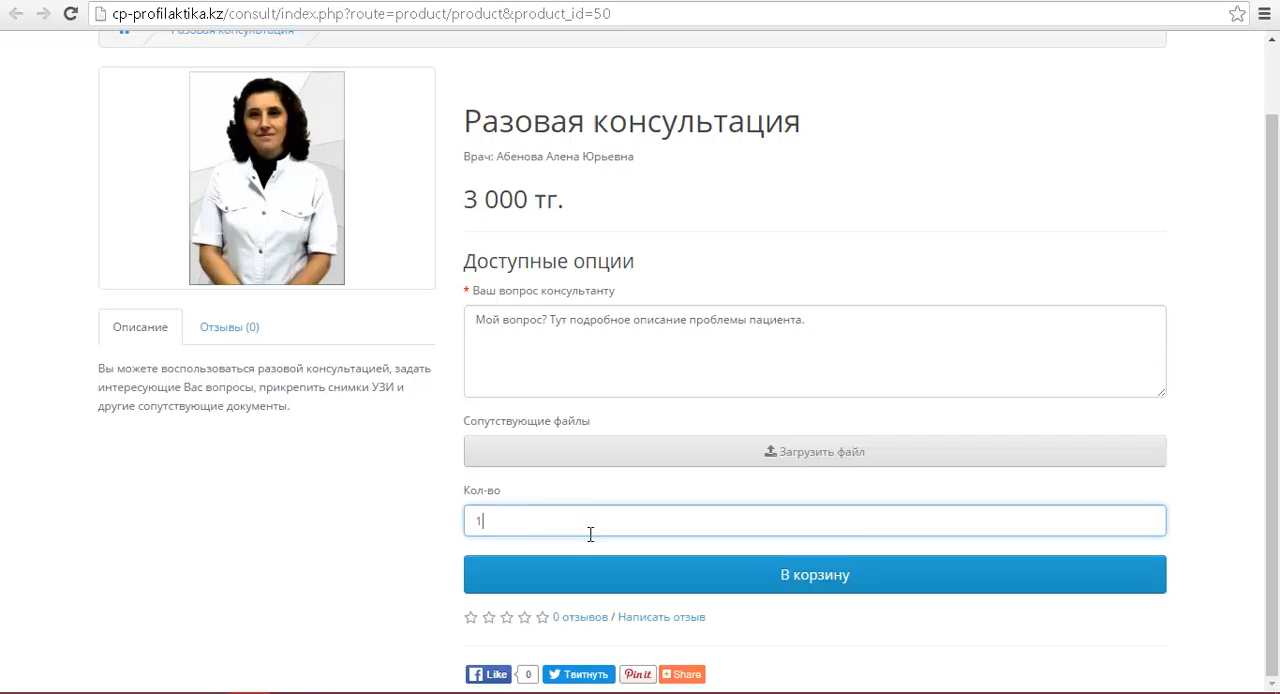 cp-profilaktika.kz/consult/index.php?route=product/product&product_id=50
Разовая консультация
Разовая консультация
Врач: Абенова Алена Юрьевна
3 000 тг.
Доступные опции
* Ваш вопрос консультанту
Мой вопрос? Тут подробное описание проблемы пациента.
Описание
Отзывы (0)
Вы можете воспользоваться разовой консультацией, задать
интересующие Вас вопросы, прикрепить снимки УЗИ и
другие сопутствующие документы.
Сопутствующие файлы
Загрузить файл
Кол-во
1
В корзину
0 отзывов / Написать отзыв
Like 0 Твитнуть Pin it Share